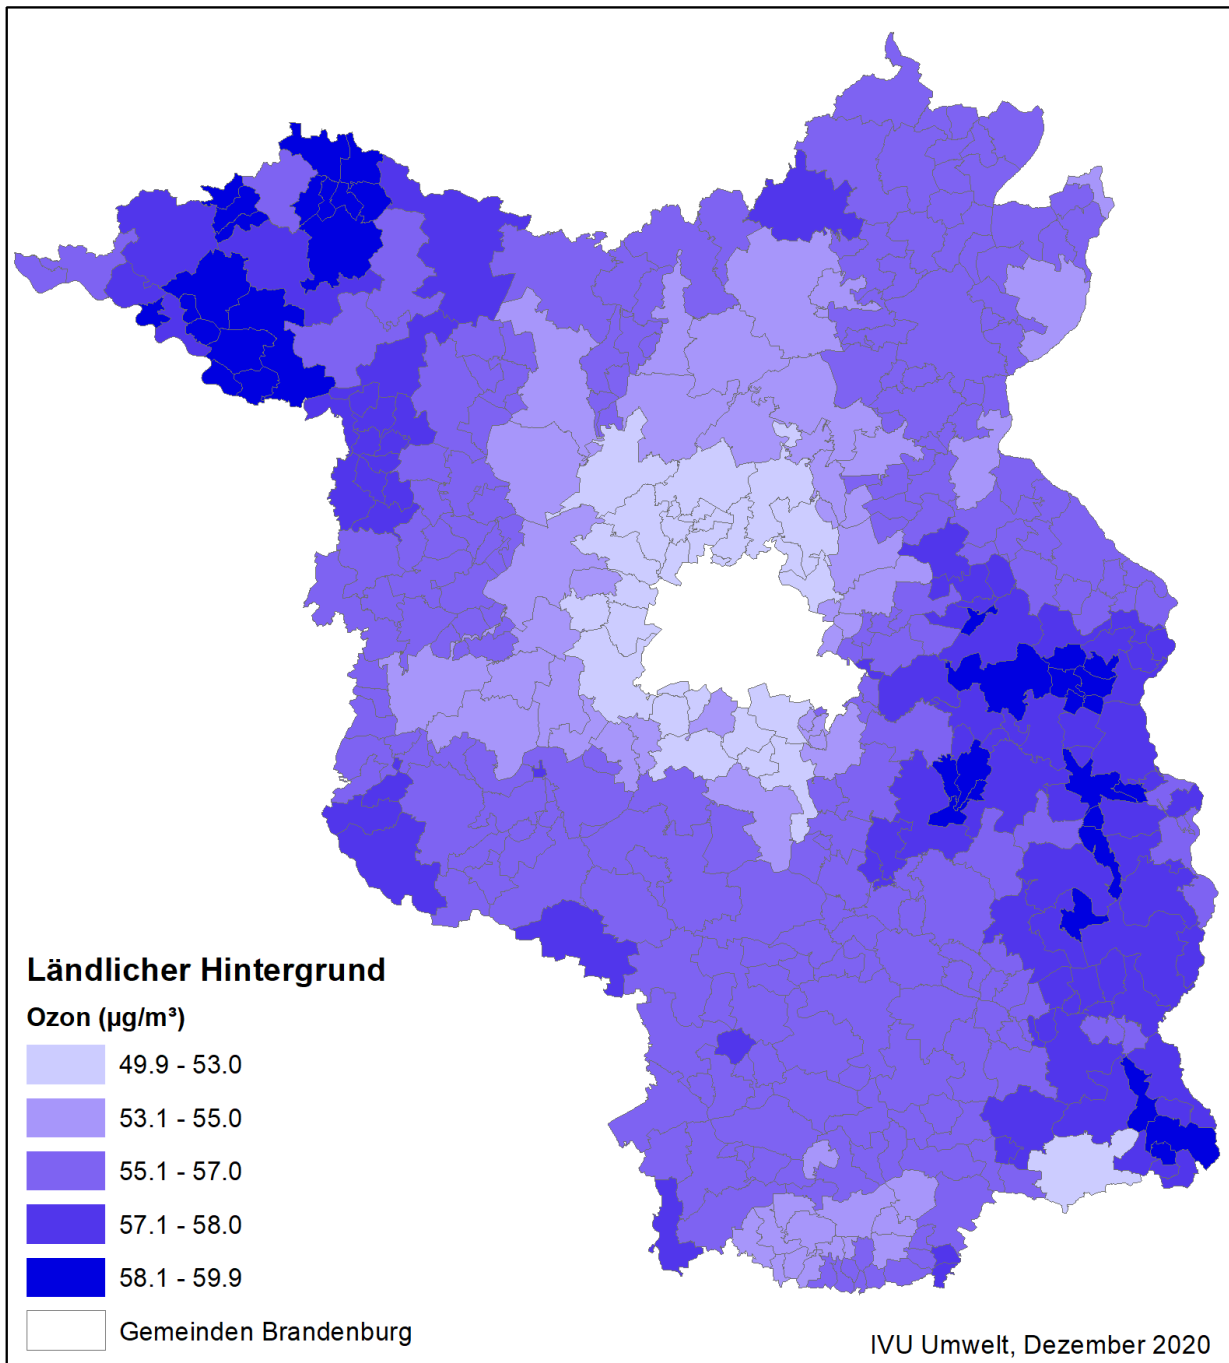 Ländlicher Hintergrund
Ozon (µg/m³)
49.9 - 53.0
53.1 - 55.0
55.1 - 57.0
57.1 - 58.0
58.1 - 59.9
Gemeinden Brandenburg
IVU Umwelt, Dezember 2020